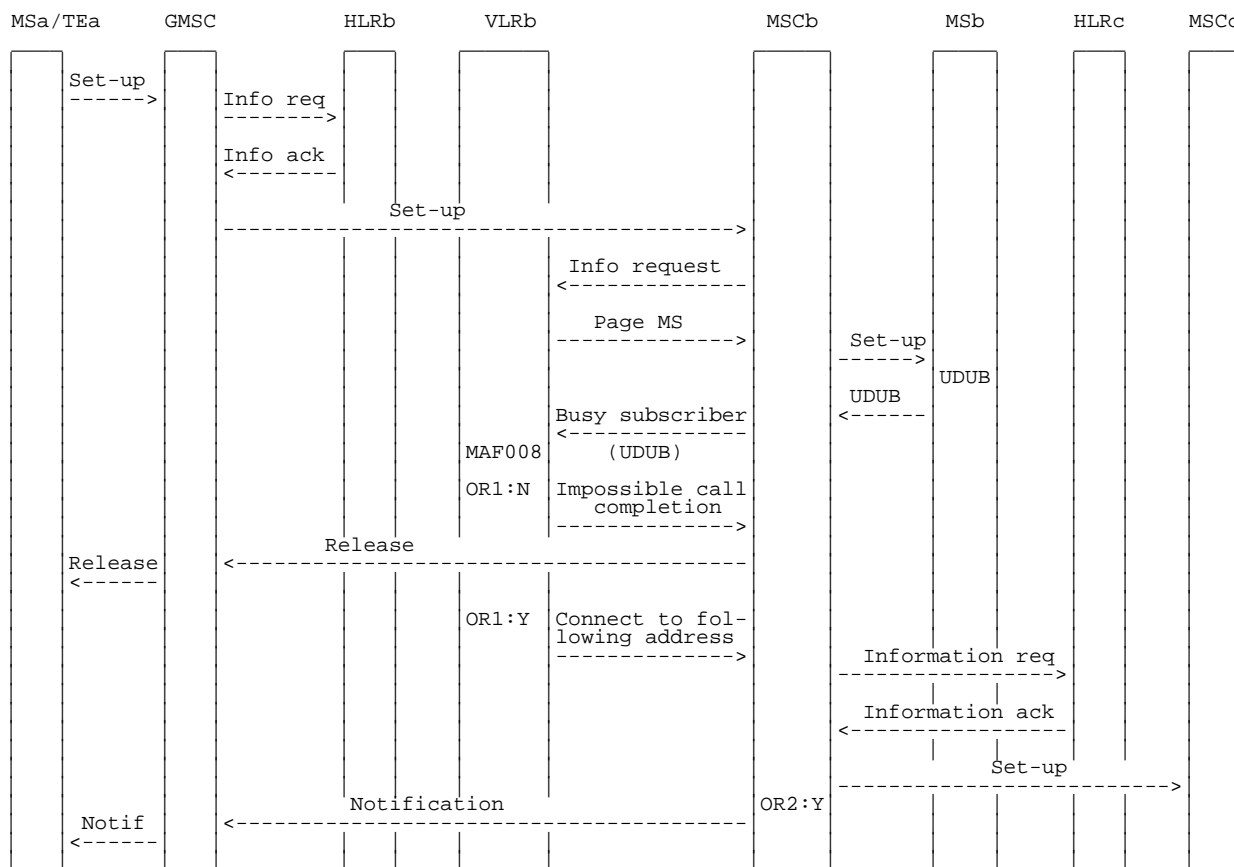 MSa/TEa GMSC HLRb VLRb MSCb MSb HLRc MSCc
Set-up
------> Info req
-------->
Info ack
<--------
Set-up
------------------------------------------>
Info request
<--------------
Page MS
--------------> Set-up
------>
UDUB
UDUB
Busy subscriber <------
<--------------
MAF008 (UDUB)
OR1:N Impossible call
completion
-------------->
Release
Release <------------------------------------------
<------
OR1:Y Connect to fol-
lowing address
--------------> Information req
------------------>
Information ack
<-----------------
Set-up
--------------------------->
Notification OR2:Y
Notif <------------------------------------------
<------